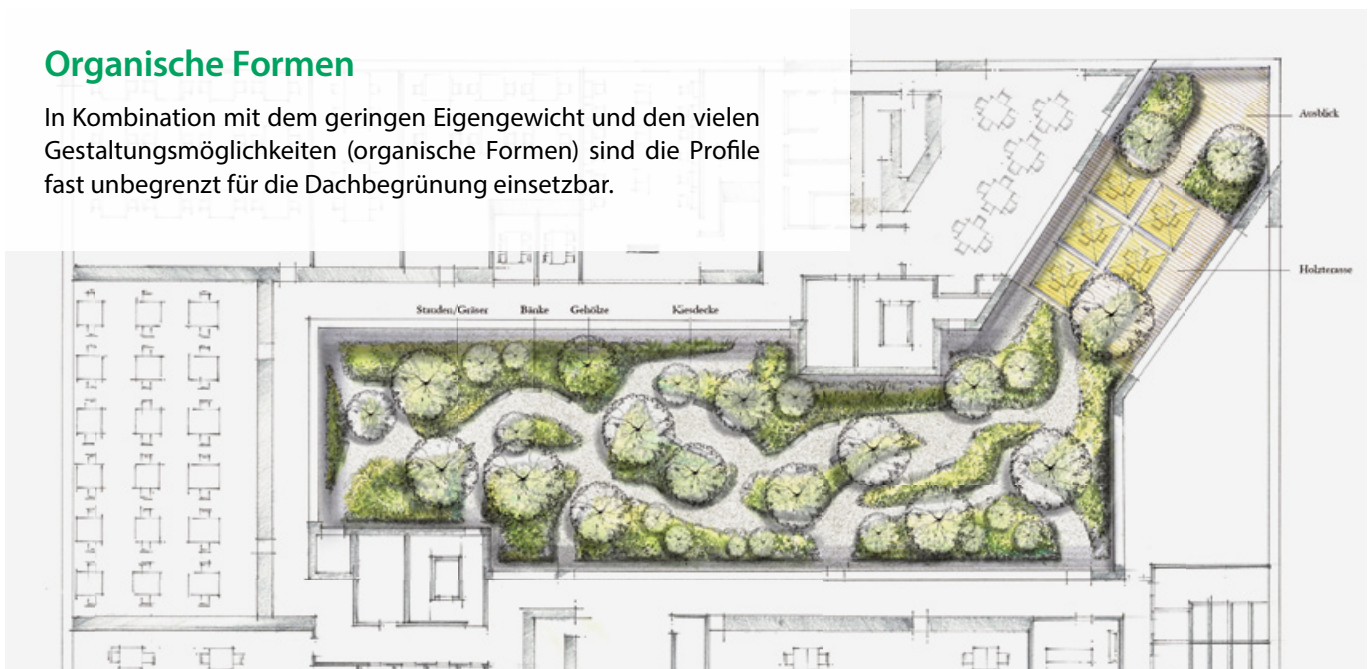 Organische Formen
In Kombination mit dem geringen Eigengewicht und den vielen
Gestaltungsmöglichkeiten (organische Formen) sind die Profile
fast unbegrenzt für die Dachbegrünung einsetzbar.
Ausblick
Holzterasse
Stauden/Gräser Bänke Gehölze Kiesdecke